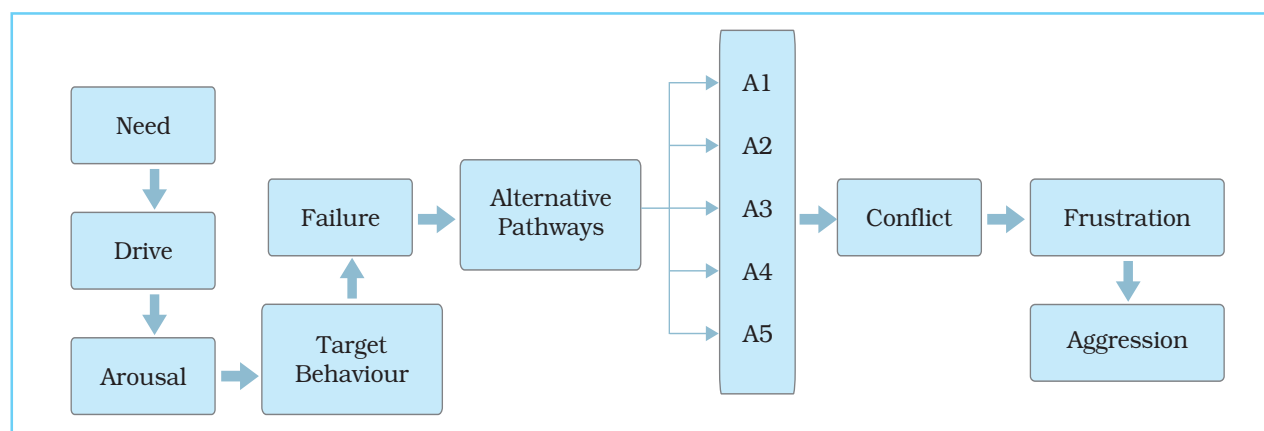 Need
Drive
Arousal
Target
Behaviour
Failure
Alternative
Pathways
A1
A2
A3
A4
A5
Conflict
Frustration
Aggression